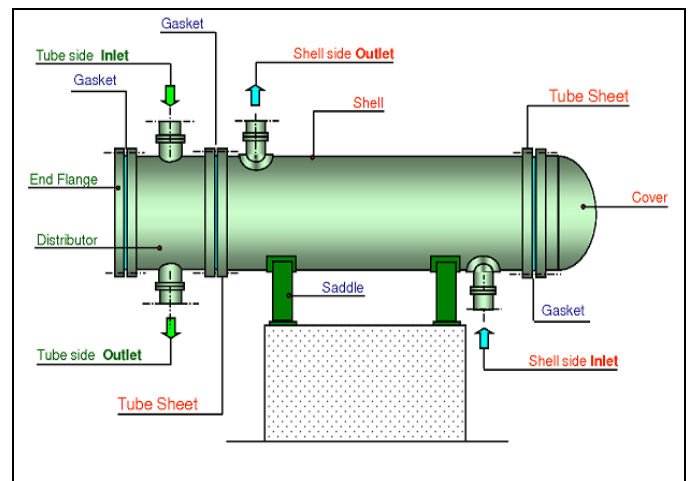 Gasket
Tube side Inlet
Shell side Outlet
Gasket
Shell
Tube Sheet
End Flange
Cover
Distributor
Saddle
Gasket
Tube side Outlet
Shell side Inlet
Tube Sheet